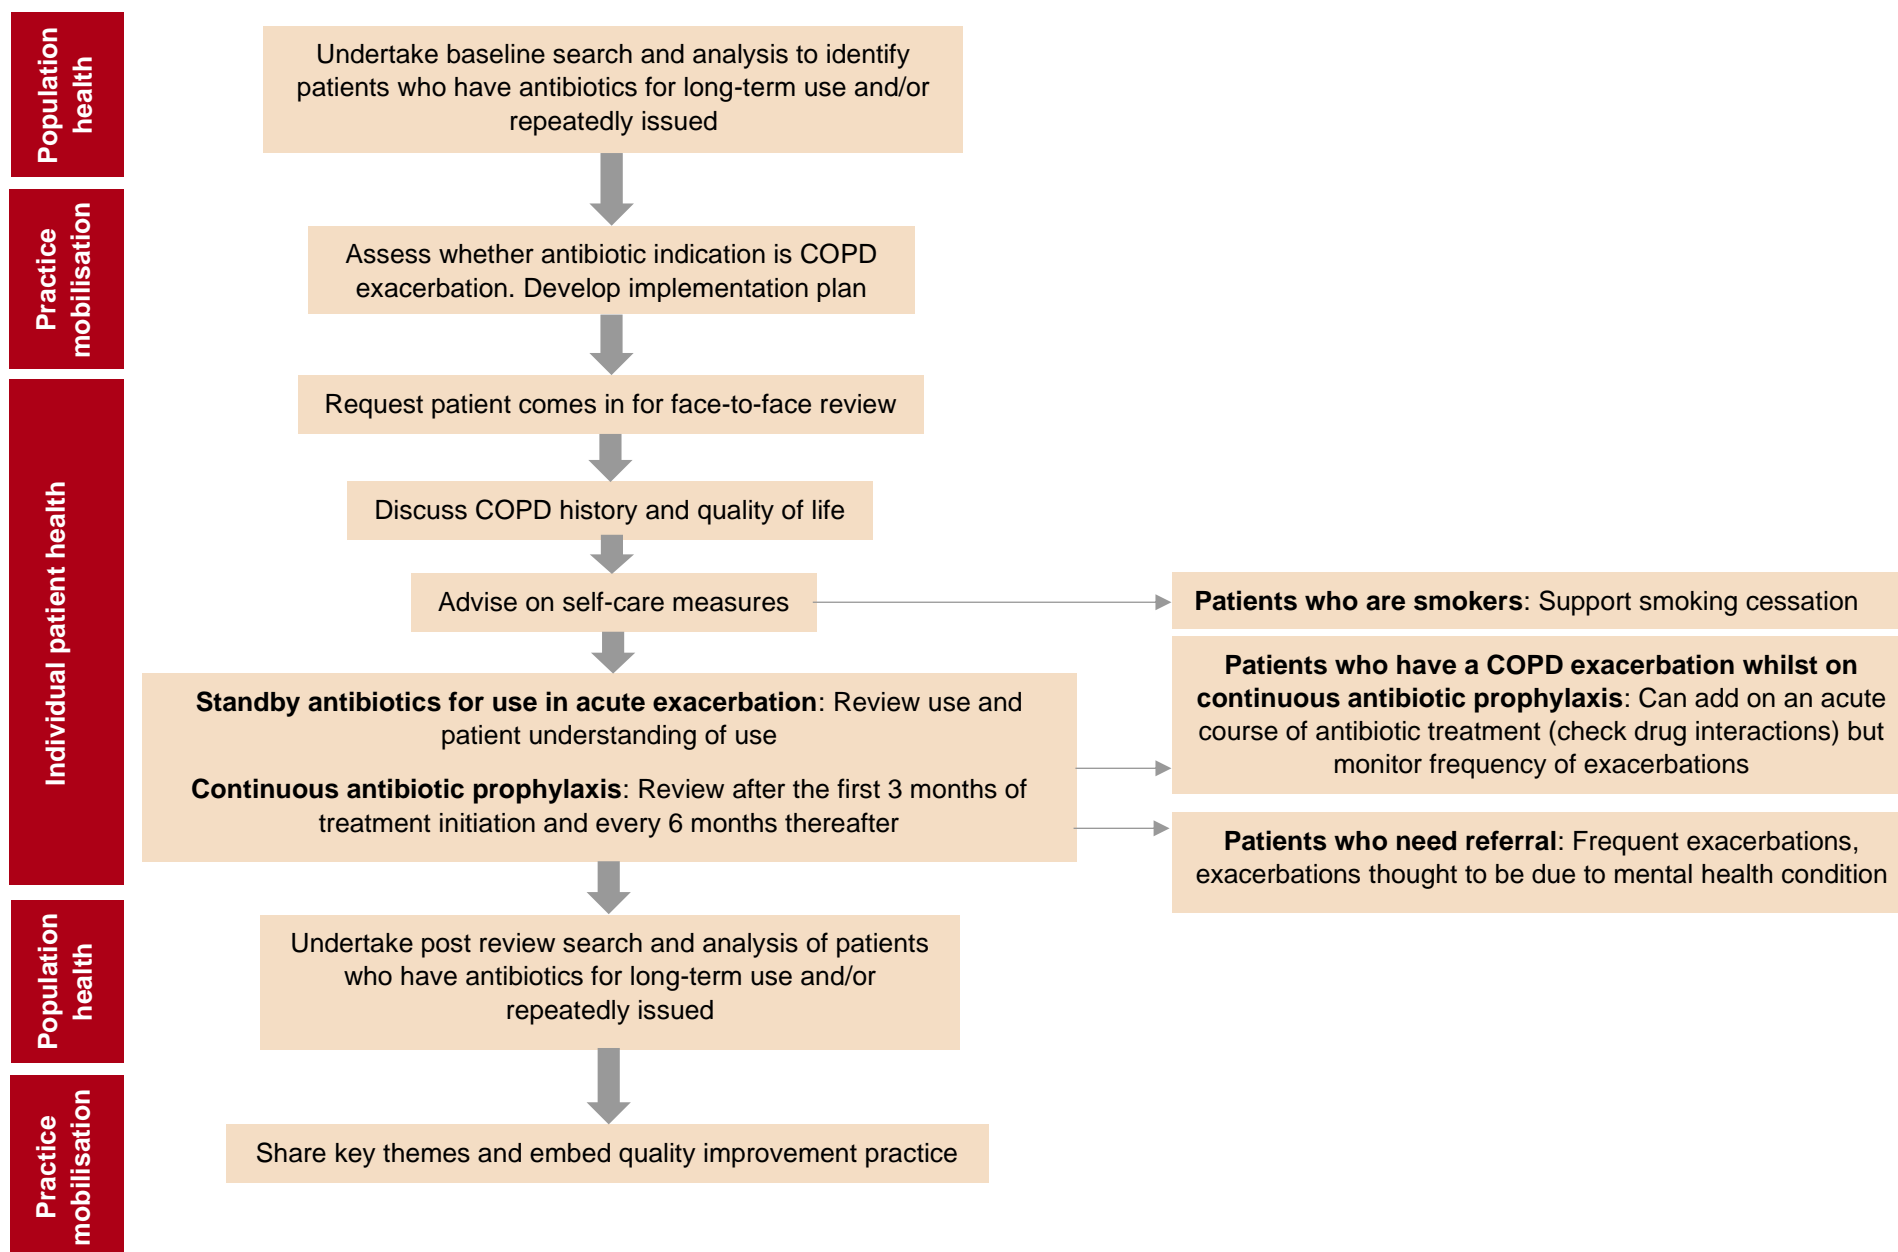 Population
health
Undertake baseline search and analysis to identify
patients who have antibiotics for long-term use and/or
repeatedly issued
Practice
mobilisation
Assess whether antibiotic indication is COPD
exacerbation. Develop implementation plan
Individual patient health
Request patient comes in for face-to-face review
Discuss COPD history and quality of life
Advise on self-care measures
Patients who are smokers: Support smoking cessation
Standby antibiotics for use in acute exacerbation: Review use and
patient understanding of use
Continuous antibiotic prophylaxis: Review after the first 3 months of
treatment initiation and every 6 months thereafter
Patients who have a COPD exacerbation whilst on
continuous antibiotic prophylaxis: Can add on an acute
course of antibiotic treatment (check drug interactions) but
monitor frequency of exacerbations
Patients who need referral: Frequent exacerbations,
exacerbations thought to be due to mental health condition
Population
health
Undertake post review search and analysis of patients
who have antibiotics for long-term use and/or
repeatedly issued
Practice
mobilisation
Share key themes and embed quality improvement practice